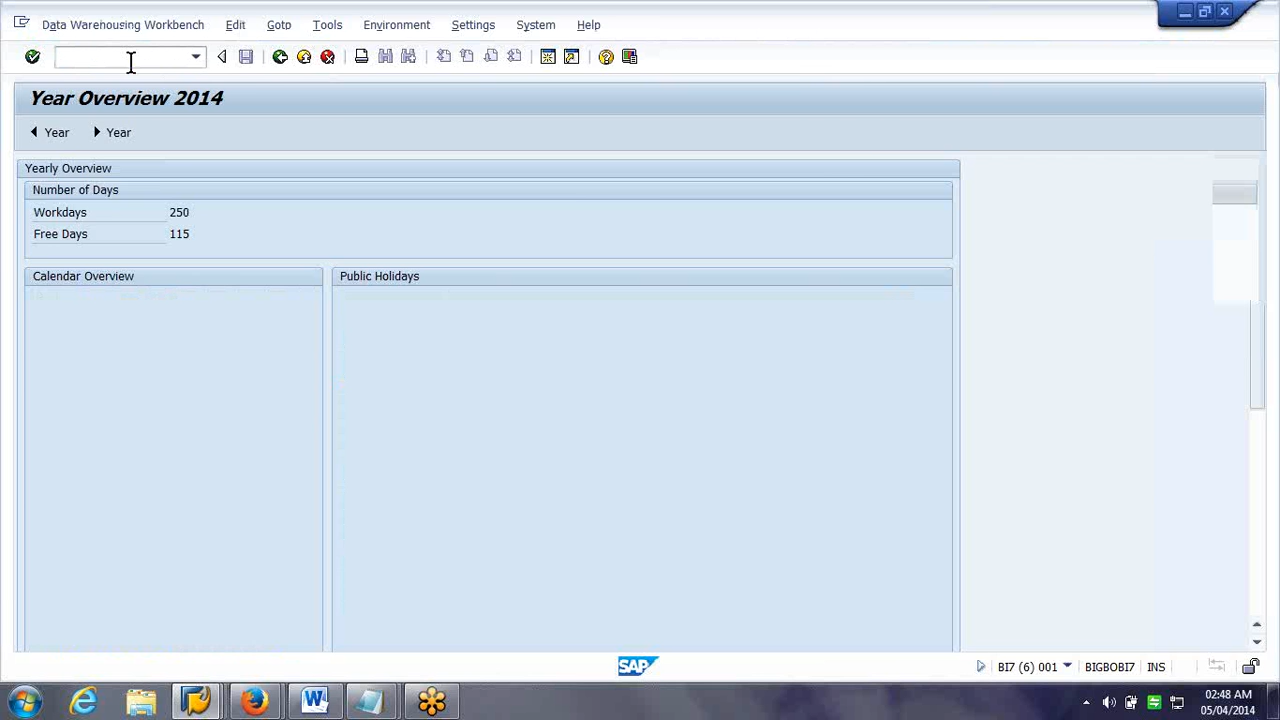 Data Warehousing Workbench Edit Goto Tools Environment Settings System Help
Year Overview 2014
Year Year
Yearly Overview
Number of Days
Workdays 250
Free Days 115
Calendar Overview Public Holidays
SAP BI7 (6) 001 BIGBOBI7 INS
02:48 AM
05/04/2014